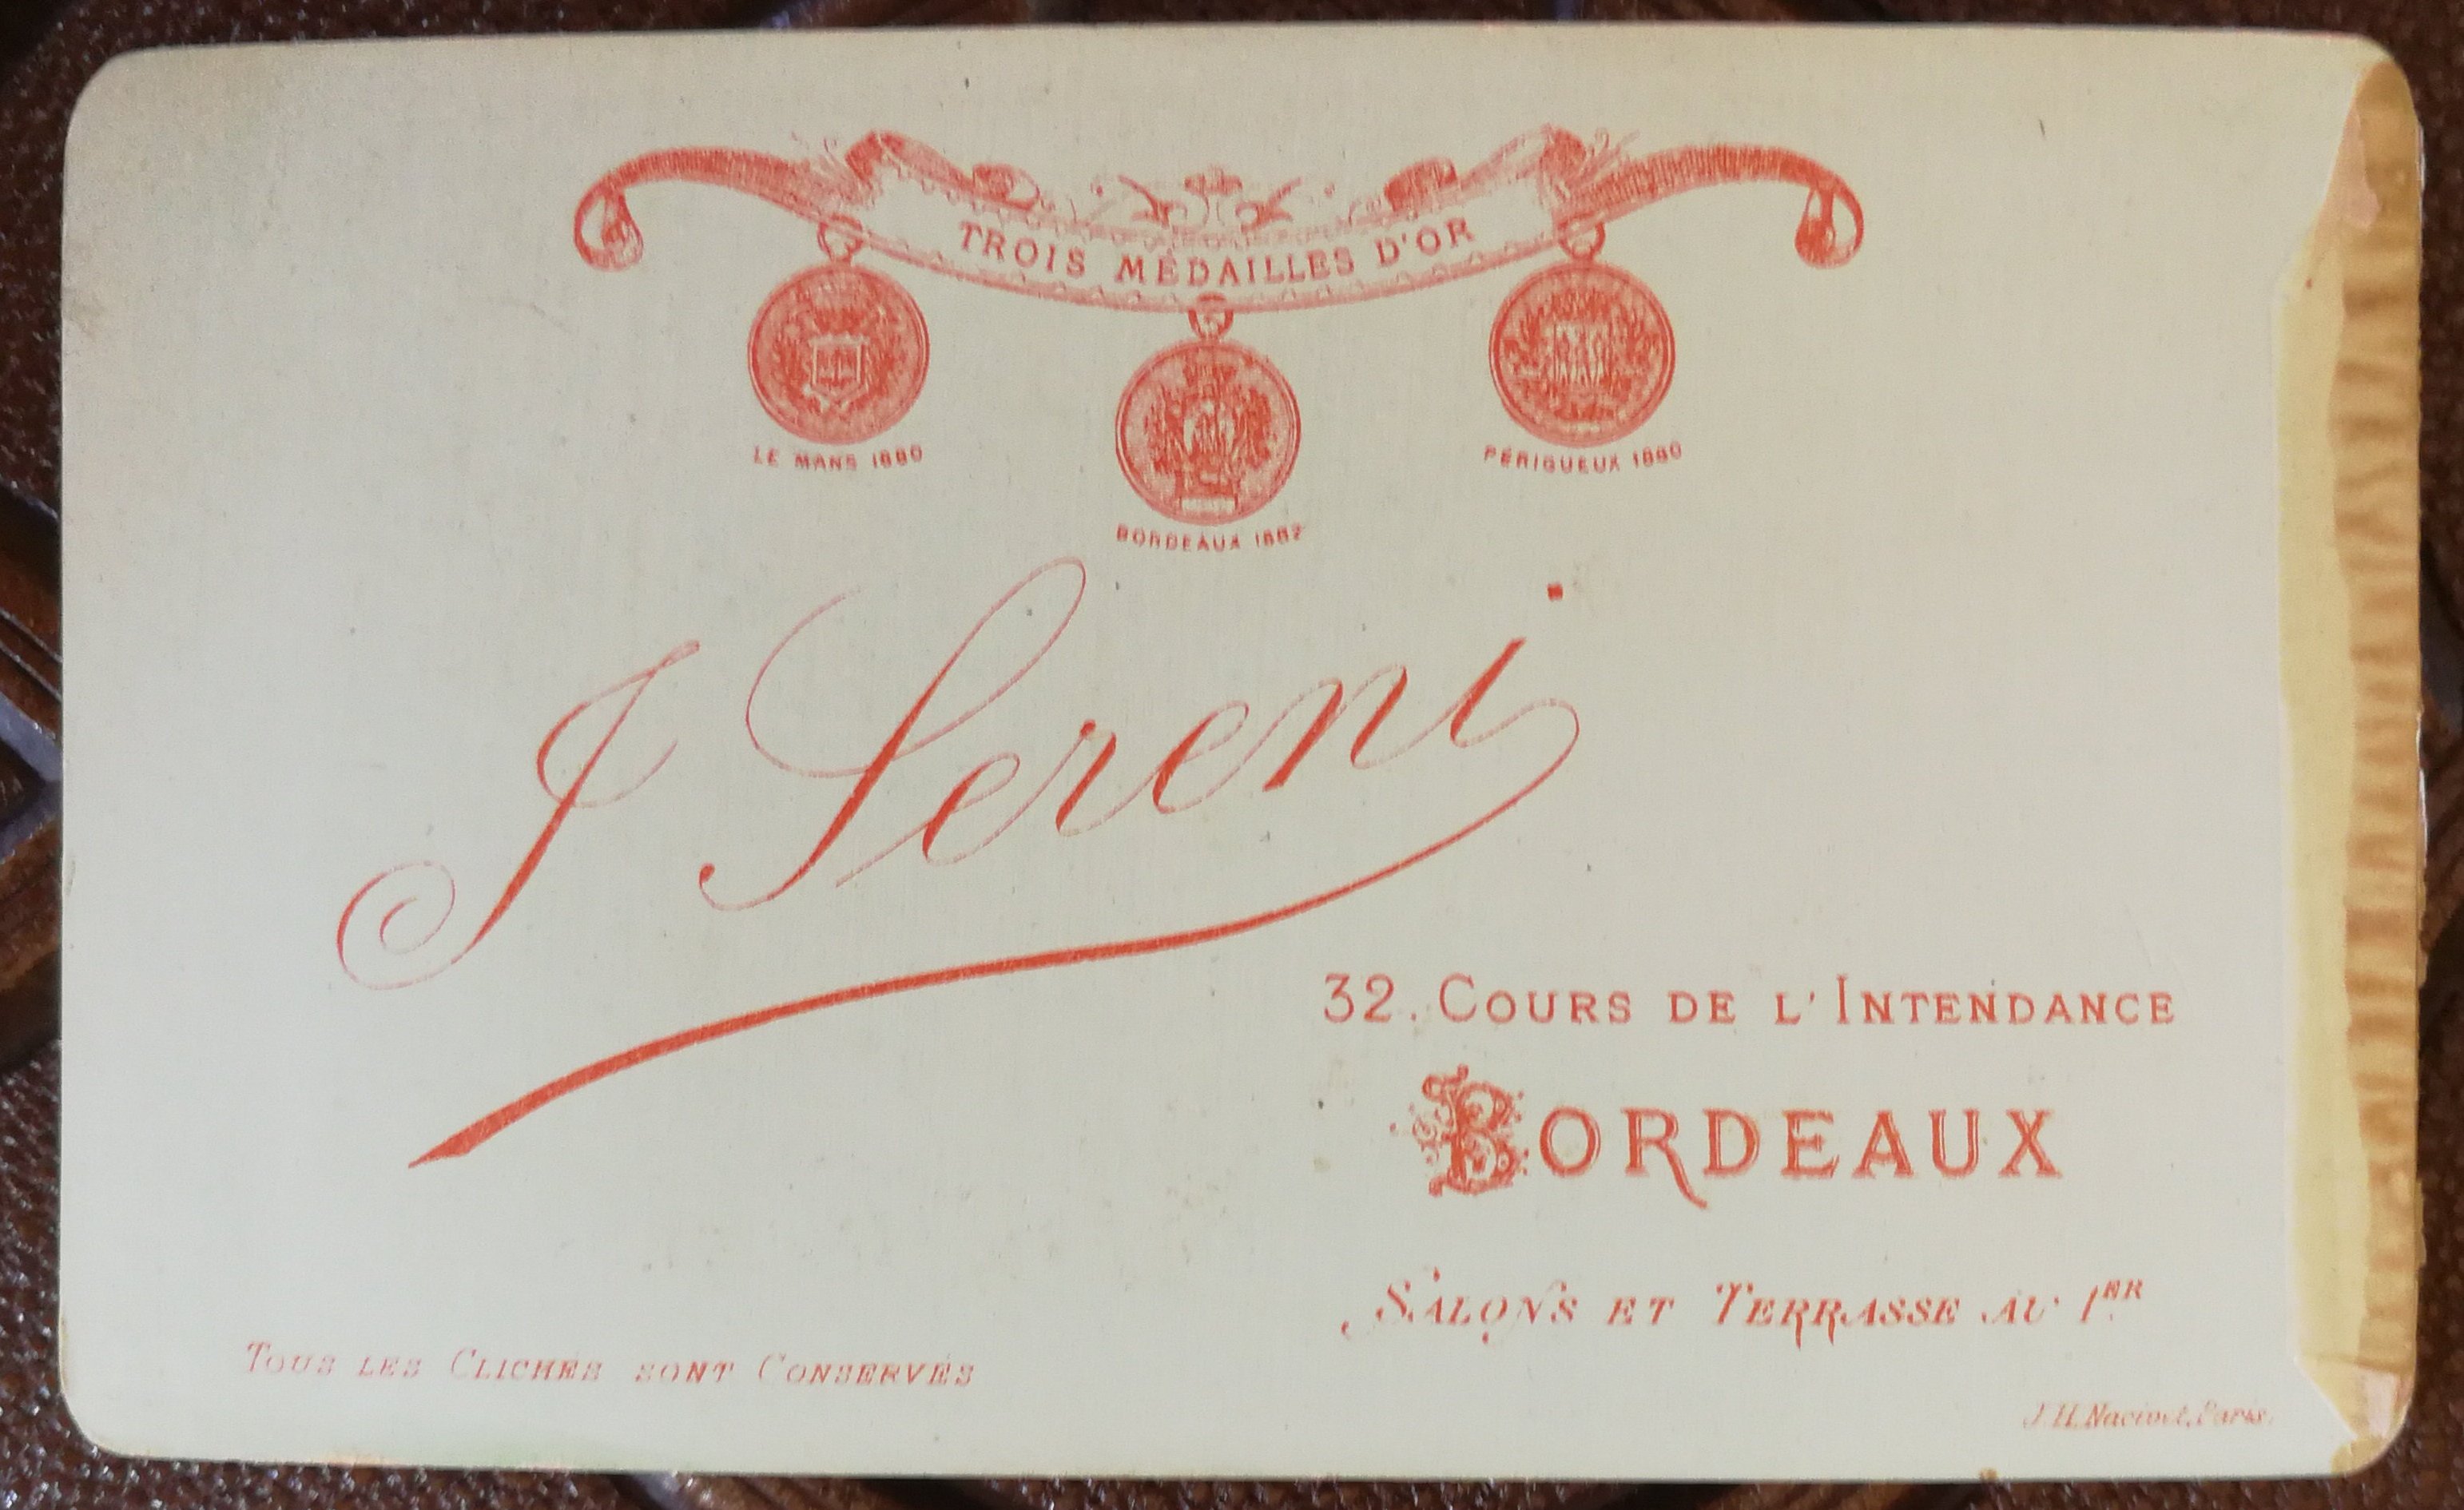 TROIS MÉDAILLES D'OR
LE MANS 1880
PÉRIGUEUX 1880
BORDEAUX 1882
J Sereni
32. COURS DE L'INTENDANCE
BORDEAUX
SALONS ET TERRASSE AU 1ER
TOUS LES CLICHÉS SONT CONSERVÉS
J.H. Nacivet, Paris.